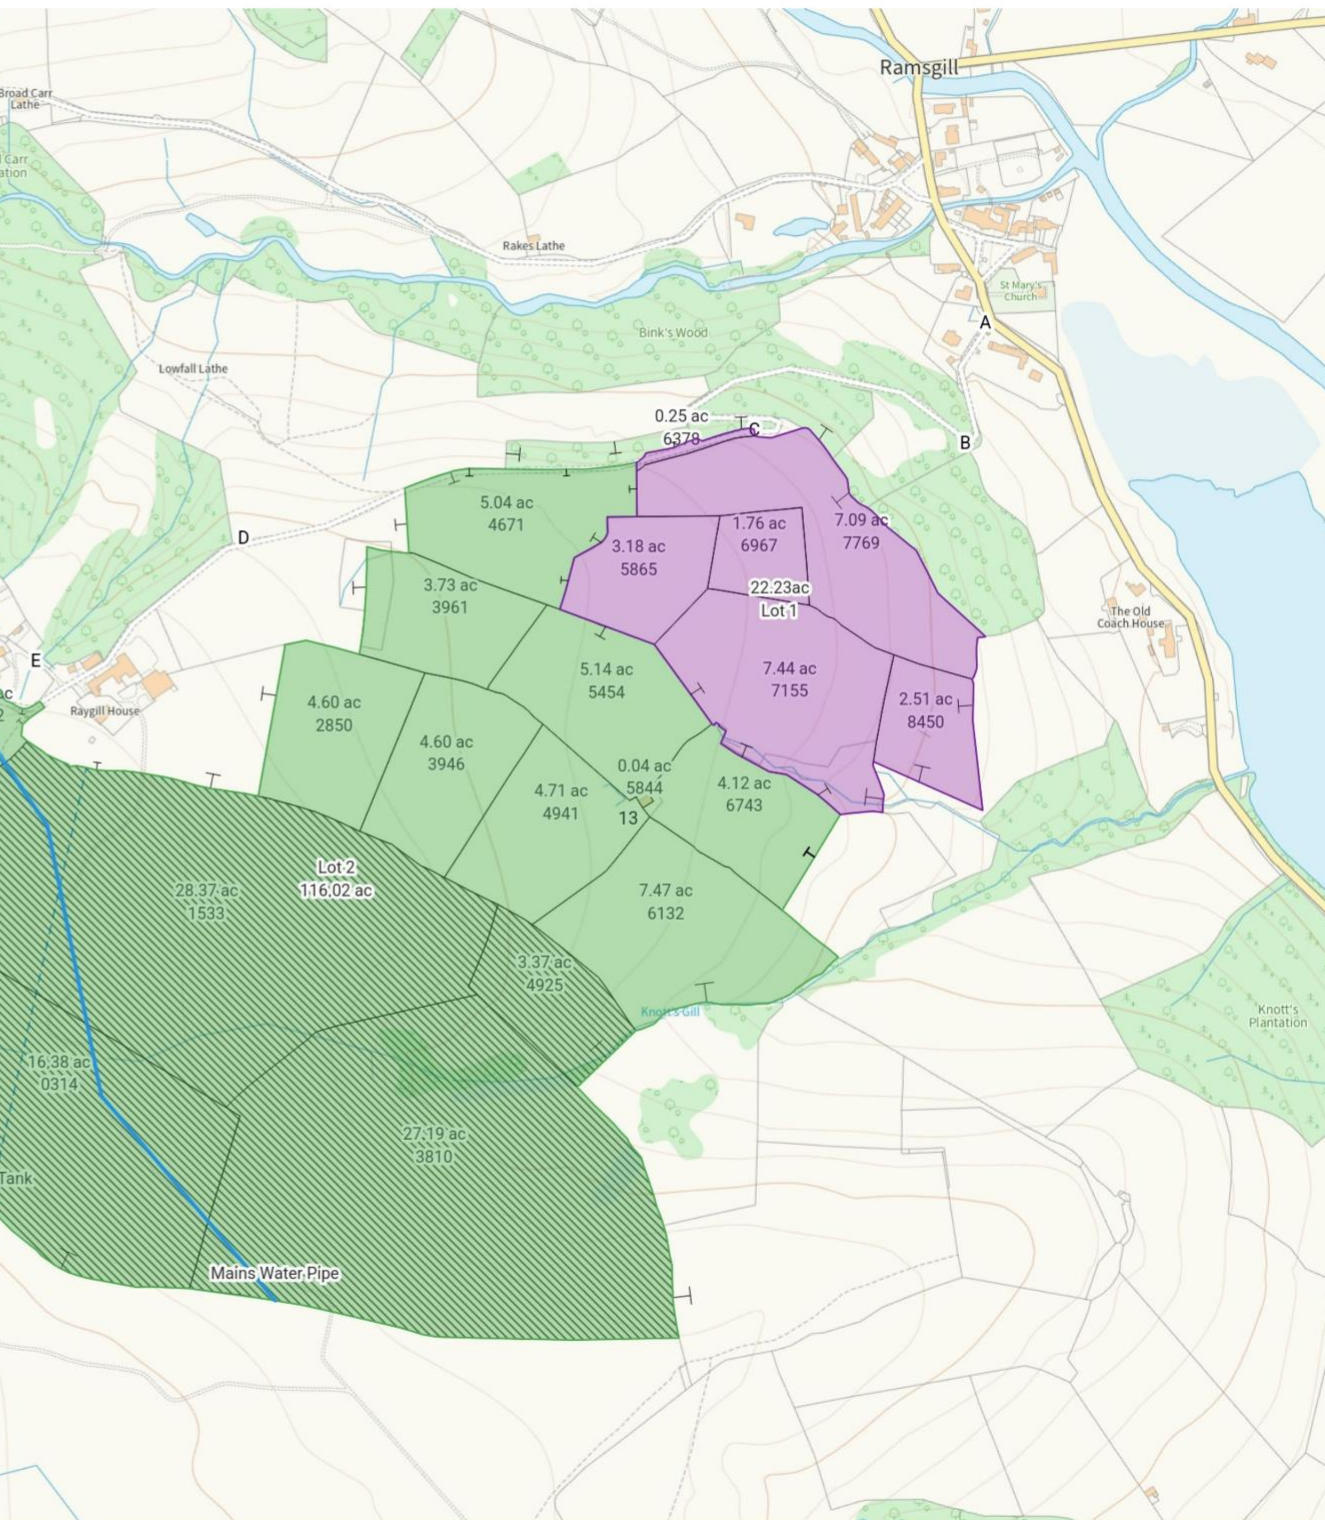 Ramsgill
Broad Carr
Lathe
Carr
ation
Rakes Lathe
St Mary's
Church
A
Bink's Wood
Lowfall Lathe
0.25 ac
6378
C
B
5.04 ac
4671
1.76 ac
6967
7.09 ac
7769
D
3.18 ac
5865
3.73 ac
3961
22.23ac
Lot 1
The Old
Coach House
E
5.14 ac
5454
7.44 ac
7155
2.51 ac
8450
ac
2
Raygill House
4.60 ac
2850
4.60 ac
3946
0.04 ac
5844
13
4.12 ac
6743
4.71 ac
4941
Lot 2
116.02 ac
28.37 ac
1533
7.47 ac
6132
3.37 ac
4925
Knott's Gill
Knott's
Plantation
16.38 ac
0314
27.19 ac
3810
Tank
Mains Water Pipe